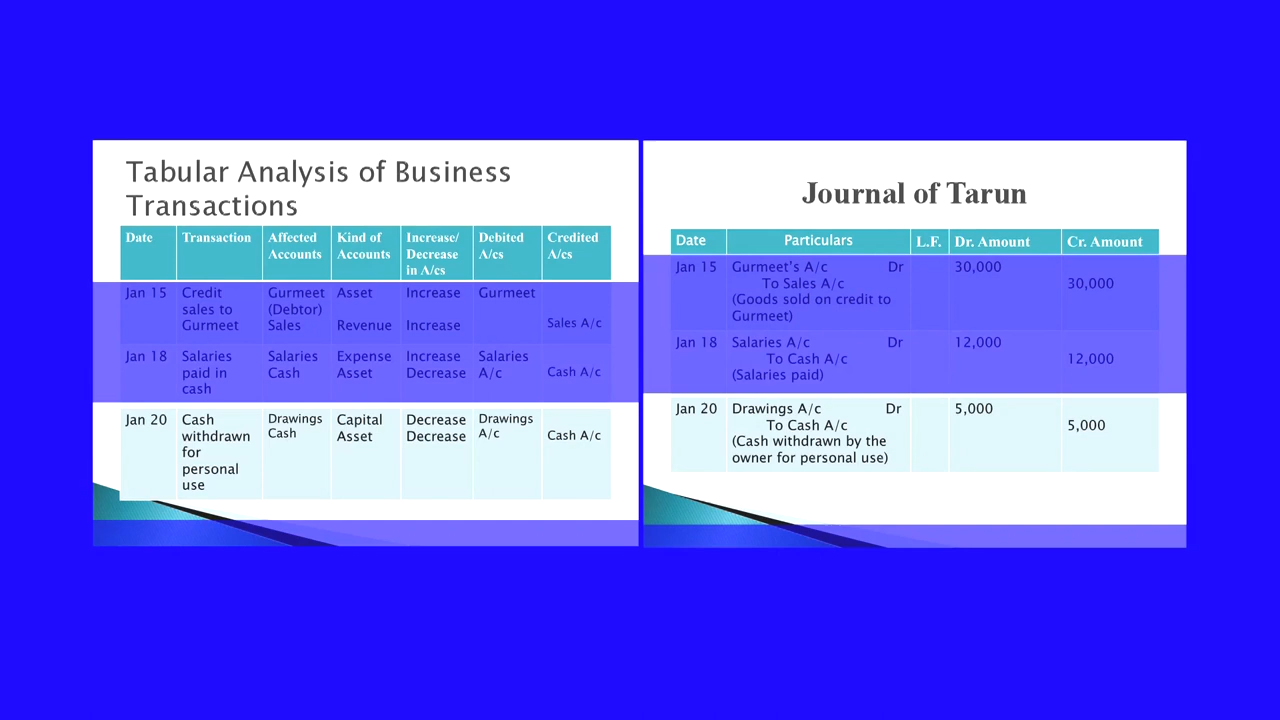 Tabular Analysis of Business
Transactions
Date Transaction Affected Accounts Kind of Accounts Increase/ Decrease in A/cs Debited A/cs Credited A/cs
Jan 15 Credit sales to Gurmeet Gurmeet (Debtor) Sales Asset Revenue Increase Increase Gurmeet Sales A/c
Jan 18 Salaries paid in cash Salaries Cash Expense Asset Increase Decrease Salaries A/c Cash A/c
Jan 20 Cash withdrawn for personal use Drawings Cash Capital Asset Decrease Decrease Drawings A/c Cash A/c
Journal of Tarun
Date Particulars L.F. Dr. Amount Cr. Amount
Jan 15 Gurmeet's A/c Dr 30,000
To Sales A/c 30,000
(Goods sold on credit to
Gurmeet)
Jan 18 Salaries A/c Dr 12,000
To Cash A/c 12,000
(Salaries paid)
Jan 20 Drawings A/c Dr 5,000
To Cash A/c 5,000
(Cash withdrawn by the
owner for personal use)